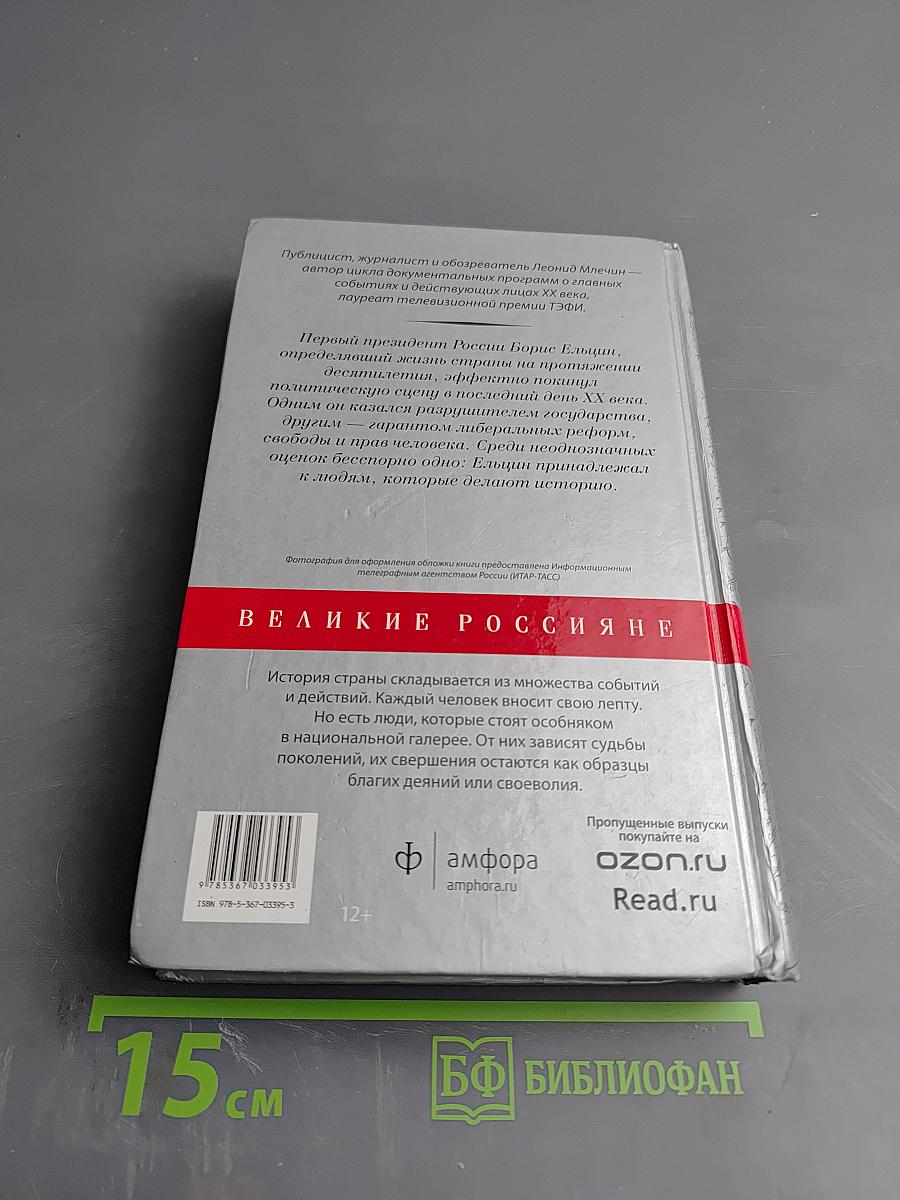 Публицист, журналист и обозреватель Леонид Млечин —
автор цикла документальных программ о главных
событиях и действующих лицах XX века,
лауреат телевизионной премии ТЭФИ.
Первый президент России Борис Ельцин,
определявший жизнь страны на протяжении
десятилетия, эффектно покинул
политическую сцену в последний день XX века.
Одним он казался разрушителем государства,
другим — гарантом либеральных реформ,
свободы и прав человека. Среди неоднозначных
оценок бесспорно одно: Ельцин принадлежал
к людям, которые делают историю.
Фотография для оформления обложки книги предоставлена Информационным
телеграфным агентством России (ИТАР-ТАСС)
ВЕЛИКИЕ РОССИЯНЕ
История страны складывается из множества событий
и действий. Каждый человек вносит свою лепту.
Но есть люди, которые стоят особняком
в национальной галерее. От них зависят судьбы
поколений, их свершения остаются как образцы
благих деяний или своеволия.
9 785367 033953
ISBN 978-5-367-03395-3
12+
амфора
amphora.ru
Пропущенные выпуски
покупайте на
ozon.ru
Read.ru
15 см
БФ БИБЛИОФАН